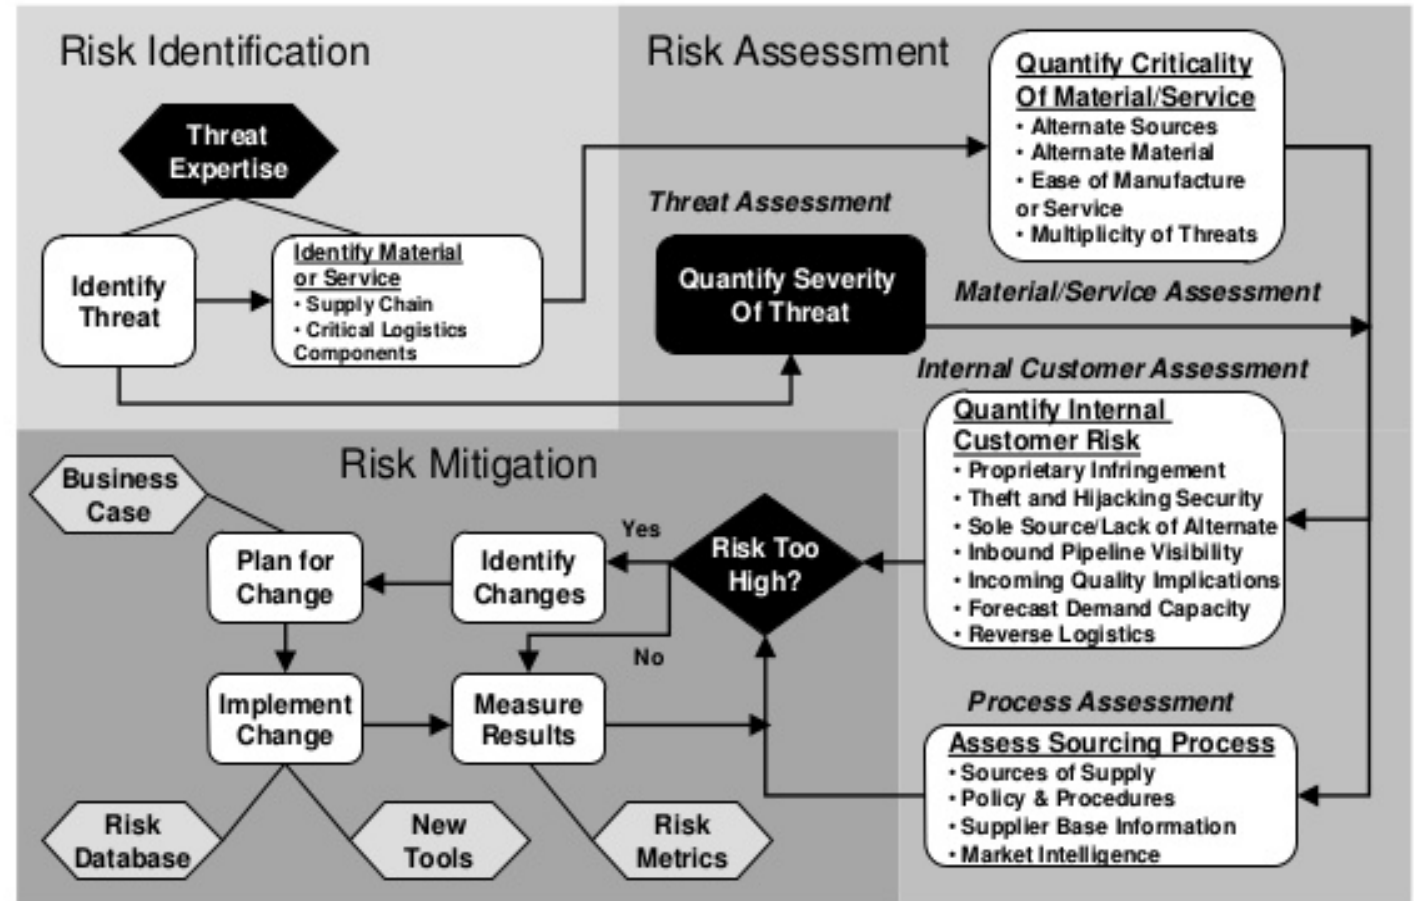 Risk Identification
Threat
Expertise
Identify
Threat
Identify Material
or Service
• Supply Chain
• Critical Logistics
Components
Risk Assessment
Quantify Criticality
Of Material/Service
• Alternate Sources
• Alternate Material
• Ease of Manufacture
or Service
• Multiplicity of Threats
Threat Assessment
Quantify Severity
Of Threat
Material/Service Assessment
Internal Customer Assessment
Quantify Internal
Customer Risk
• Proprietary Infringement
• Theft and Hijacking Security
• Sole Source/Lack of Alternate
• Inbound Pipeline Visibility
• Incoming Quality Implications
• Forecast Demand Capacity
• Reverse Logistics
Process Assessment
Assess Sourcing Process
• Sources of Supply
• Policy & Procedures
• Supplier Base Information
• Market Intelligence
Risk Mitigation
Business
Case
Plan for
Change
Identify
Changes
Yes
Risk Too
High?
No
Implement
Change
Measure
Results
Risk
Database
New
Tools
Risk
Metrics